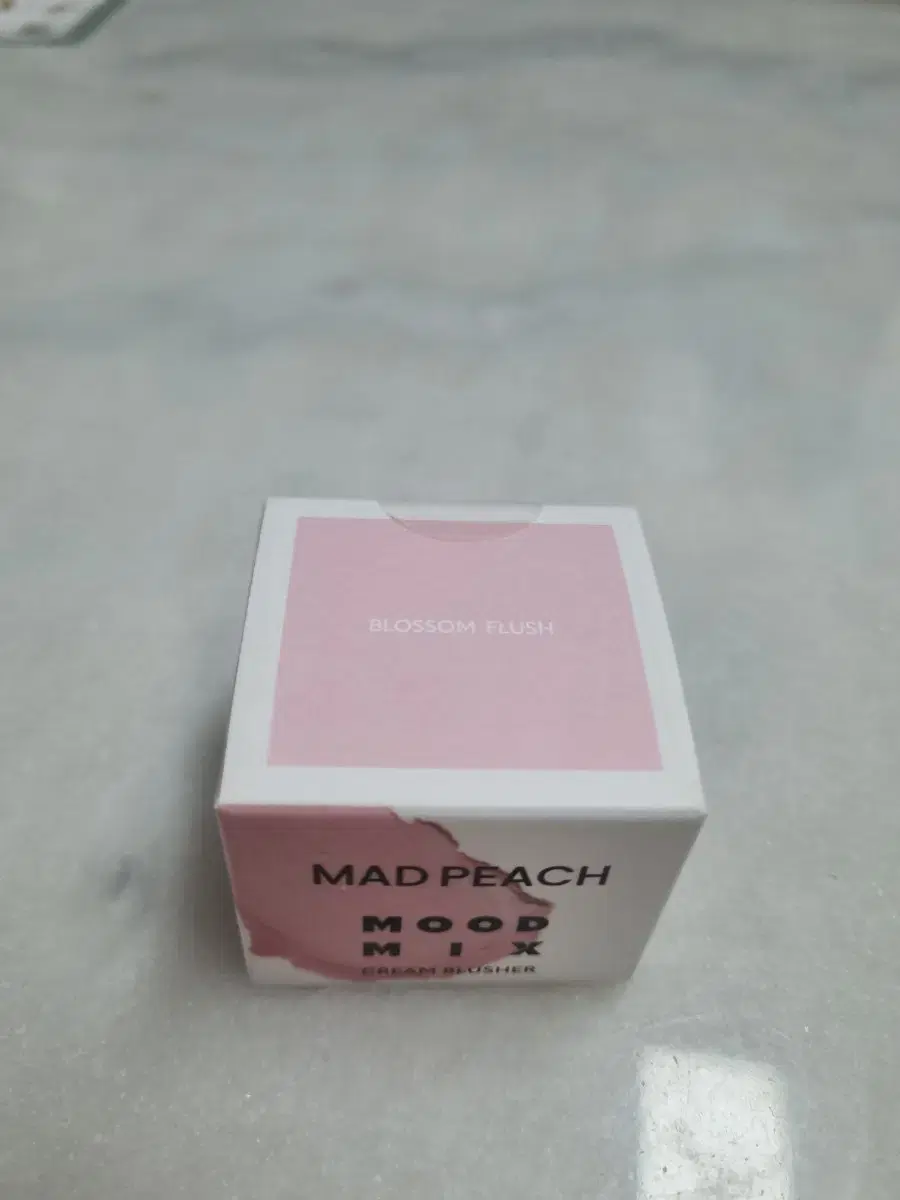 BLOSSOM FLUSH
MAD PEACH
MOOD
MIX
CREAM BLUSHER